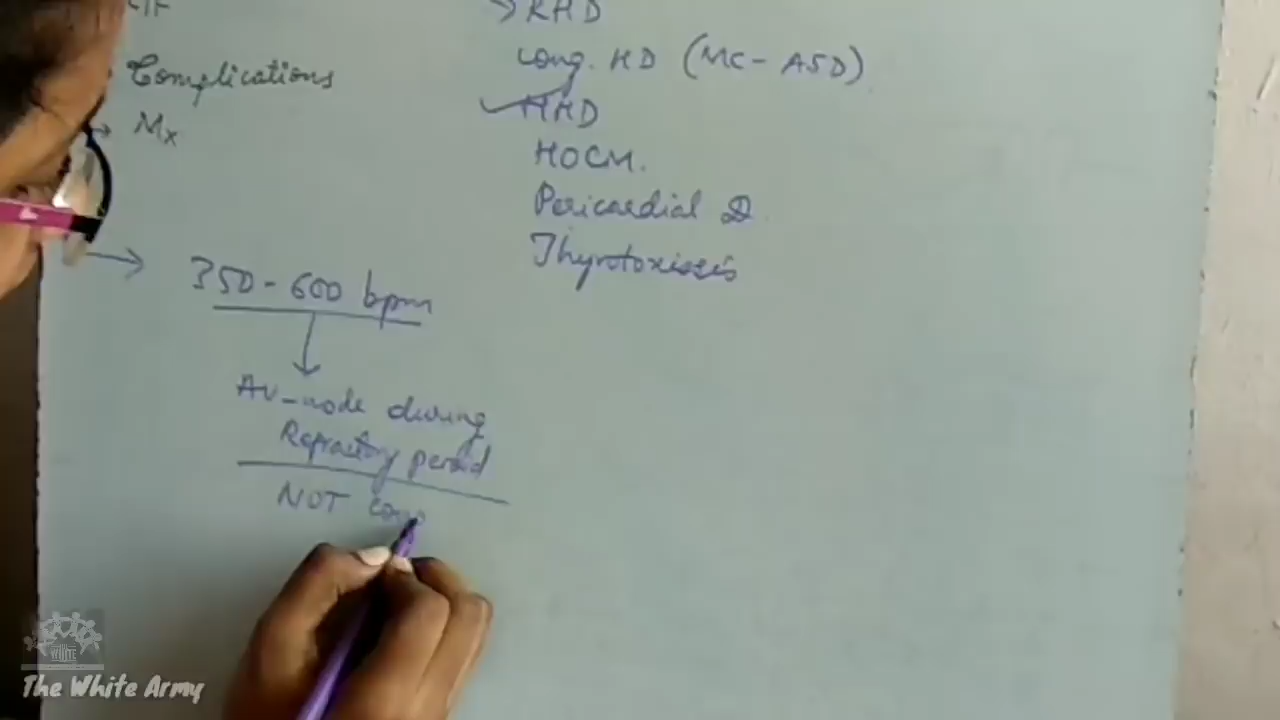 C/F
Complications
Mx
→ RHD
Cong. HD (MC - ASD)
HHD
HOCM.
Pericardial D
Thyrotoxicosis
→ 350-600 bpm
AV-node during
Refractory period
NOT
WHITE
The White Army